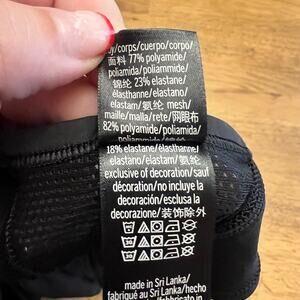 body/corps/cuerpo/corpo/
面料 77% polyamide/
poliamida/poliammide/
锦纶 23% elastane/
élasthanne/elastano/
elastam/氨纶 mesh/
maille/malla/rete/网眼布
82% polyamide/
poliamida/poliammide/
18% elastane/élasthanne/
elastano/elastam/氨纶
exclusive of decoration/sauf
décoration/no incluye la
decoración/esclusa la
decorazione/装饰除外
made in Sri Lanka/
fabriqué au Sri Lanka/hecho